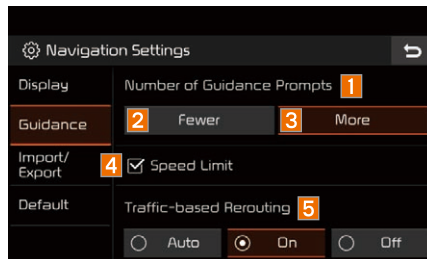 Navigation Settings
Display
Number of Guidance Prompts 1
Guidance
2 Fewer
3 More
Import/
Export
4 Speed Limit
Default
Traffic-based Rerouting 5
Auto
On
Off